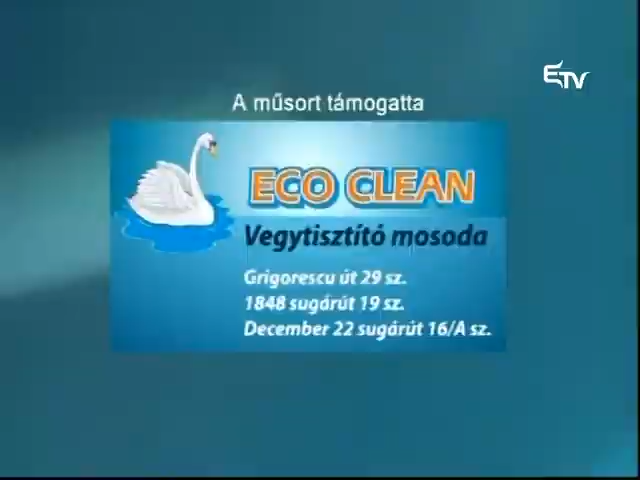 ETV
A műsort támogatta
ECO CLEAN
Vegytisztító mosoda
Grigorescu út 29 sz.
1848 sugárút 19 sz.
December 22 sugárút 16/A sz.